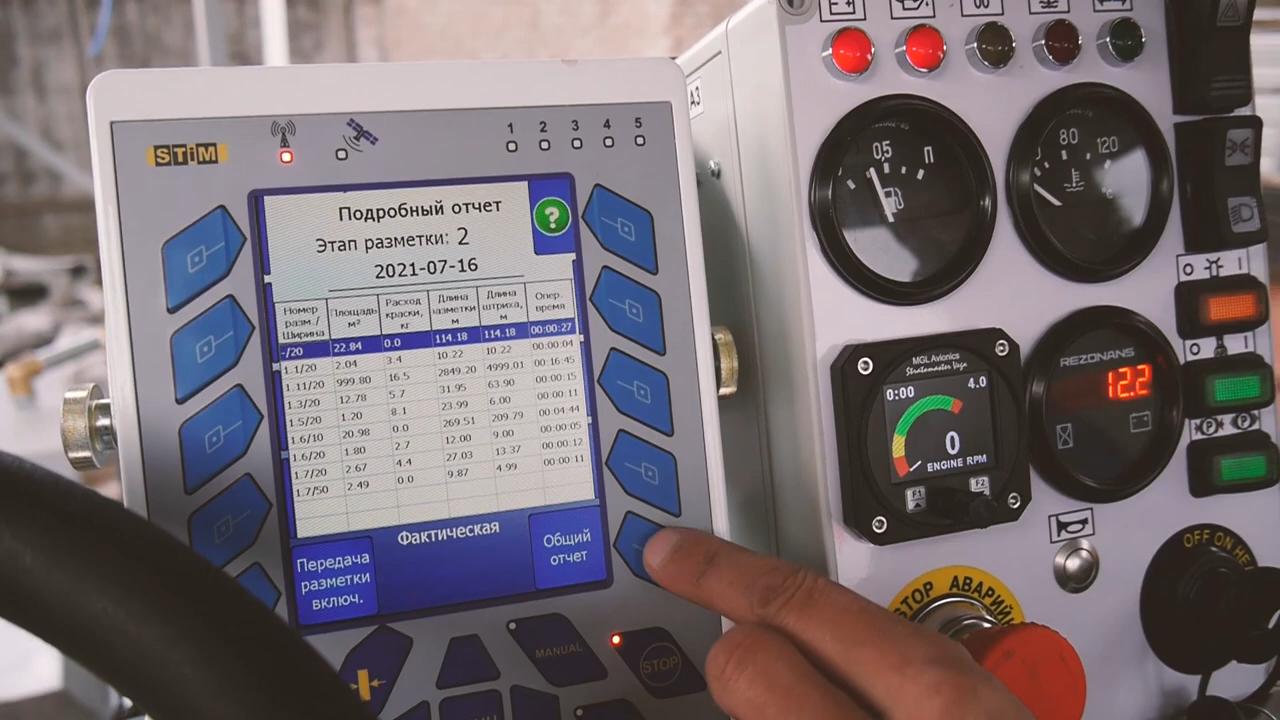 STiM
1 2 3 4 5
Подробный отчет
Этап разметки: 2
2021-07-16
Номер разм./ Ширина Площадь м² Расход краски, кг Длина разметки м Длина штриха, м Опер. время
-/20 22.84 0.0 114.18 114.18 00:00:27
1.1/20 2.04 3.4 10.22 10.22 00:00:04
1.11/20 999.80 16.5 2849.20 4999.01 00:16:45
1.3/20 12.78 5.7 31.95 63.90 00:00:15
1.5/20 1.20 8.1 23.99 6.00 00:00:11
1.6/10 20.98 0.0 269.51 209.79 00:04:44
1.6/20 1.80 2.7 12.00 9.00 00:00:05
1.7/20 2.67 4.4 27.03 13.37 00:00:12
1.7/50 2.49 0.0 9.87 4.99 00:00:11
Фактическая
Передача
разметки
включ.
Общий
отчет
MANUAL
STOP
A3
0,5 П
80 120
°C
MGL Avionics
Stratomaster Vega
0:00 4.0
0
ENGINE RPM
F1 F2
REZONANS
12.2
STOP АВАРИЙ
OFF ON HE